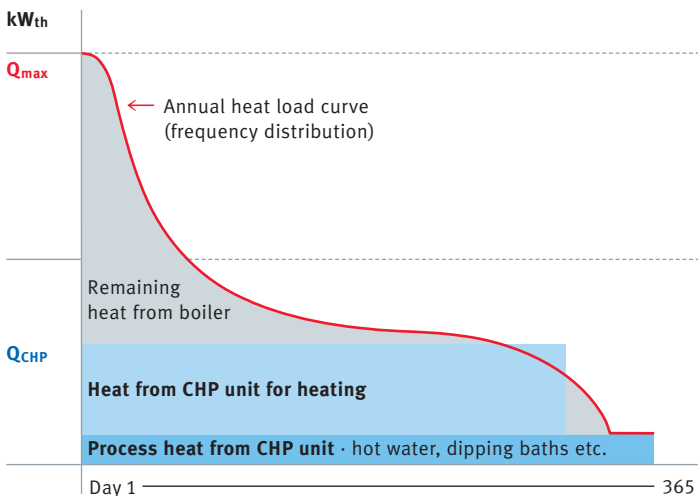 kWth
Qmax
Annual heat load curve
(frequency distribution)
Remaining
heat from boiler
QCHP
Heat from CHP unit for heating
Process heat from CHP unit · hot water, dipping baths etc.
Day 1 365